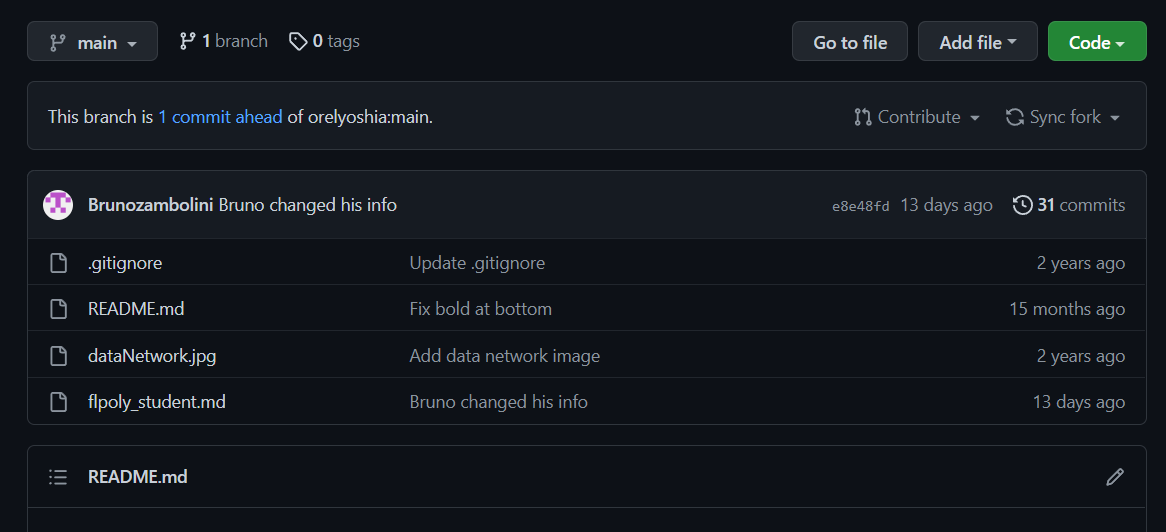 main 1 branch 0 tags Go to file Add file Code
This branch is 1 commit ahead of orelyoshia:main. Contribute Sync fork
Brunozambolini Bruno changed his info e8e48fd 13 days ago 31 commits
.gitignore Update .gitignore 2 years ago
README.md Fix bold at bottom 15 months ago
dataNetwork.jpg Add data network image 2 years ago
flpoly_student.md Bruno changed his info 13 days ago
README.md